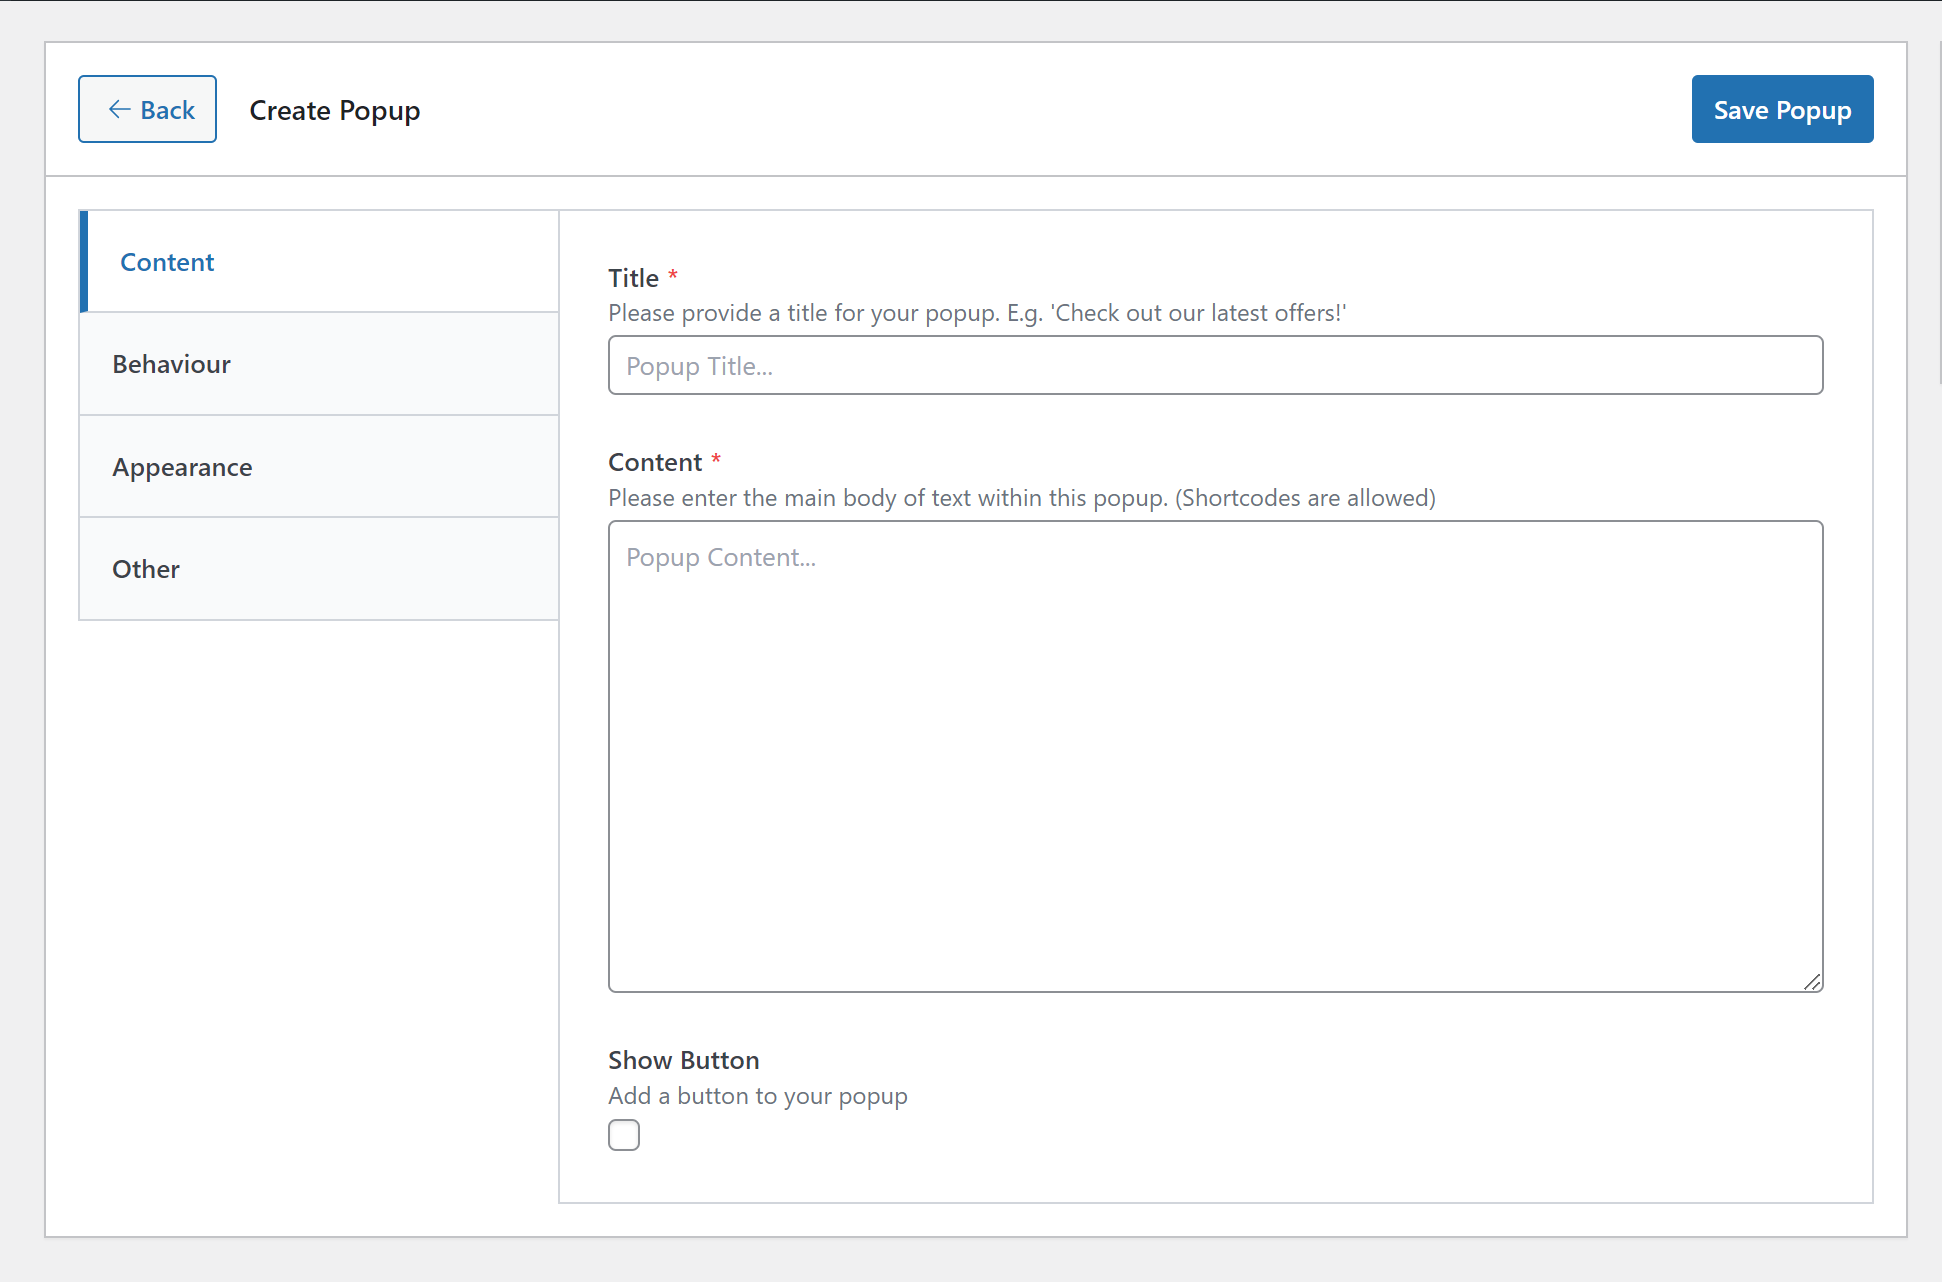 ← Back
Create Popup
Save Popup
Content
Behaviour
Appearance
Other
Title *
Please provide a title for your popup. E.g. 'Check out our latest offers!'
Popup Title...
Content *
Please enter the main body of text within this popup. (Shortcodes are allowed)
Popup Content...
Show Button
Add a button to your popup